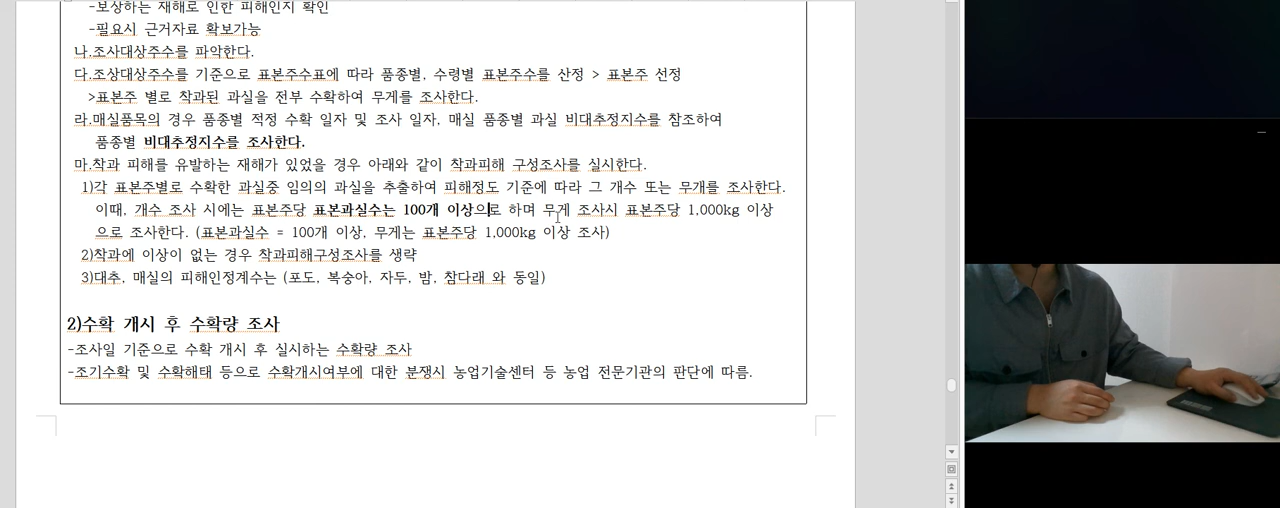 -보상하는 재해로 인한 피해인지 확인
-필요시 근거자료 확보가능
나.조사대상주수를 파악한다.
다.조상대상주수를 기준으로 표본주수표에 따라 품종별, 수령별 표본주수를 산정 > 표본주 선정
>표본주 별로 착과된 과실을 전부 수확하여 무게를 조사한다.
라.매실품목의 경우 품종별 적정 수확 일자 및 조사 일자, 매실 품종별 과실 비대추정지수를 참조하여
품종별 비대추정지수를 조사한다.
마.착과 피해를 유발하는 재해가 있었을 경우 아래와 같이 착과피해 구성조사를 실시한다.
1)각 표본주별로 수확한 과실중 임의의 과실을 추출하여 피해정도 기준에 따라 그 개수 또는 무개를 조사한다.
이때, 개수 조사 시에는 표본주당 표본과실수는 100개 이상으로 하며 무게 조사시 표본주당 1,000kg 이상
으로 조사한다. (표본과실수 = 100개 이상, 무게는 표본주당 1,000kg 이상 조사)
2)착과에 이상이 없는 경우 착과피해구성조사를 생략
3)대추, 매실의 피해인정계수는 (포도, 복숭아, 자두, 밤, 참다래 와 동일)
2)수확 개시 후 수확량 조사
-조사일 기준으로 수확 개시 후 실시하는 수확량 조사
-조기수확 및 수확해태 등으로 수확개시여부에 대한 분쟁시 농업기술센터 등 농업 전문기관의 판단에 따름.